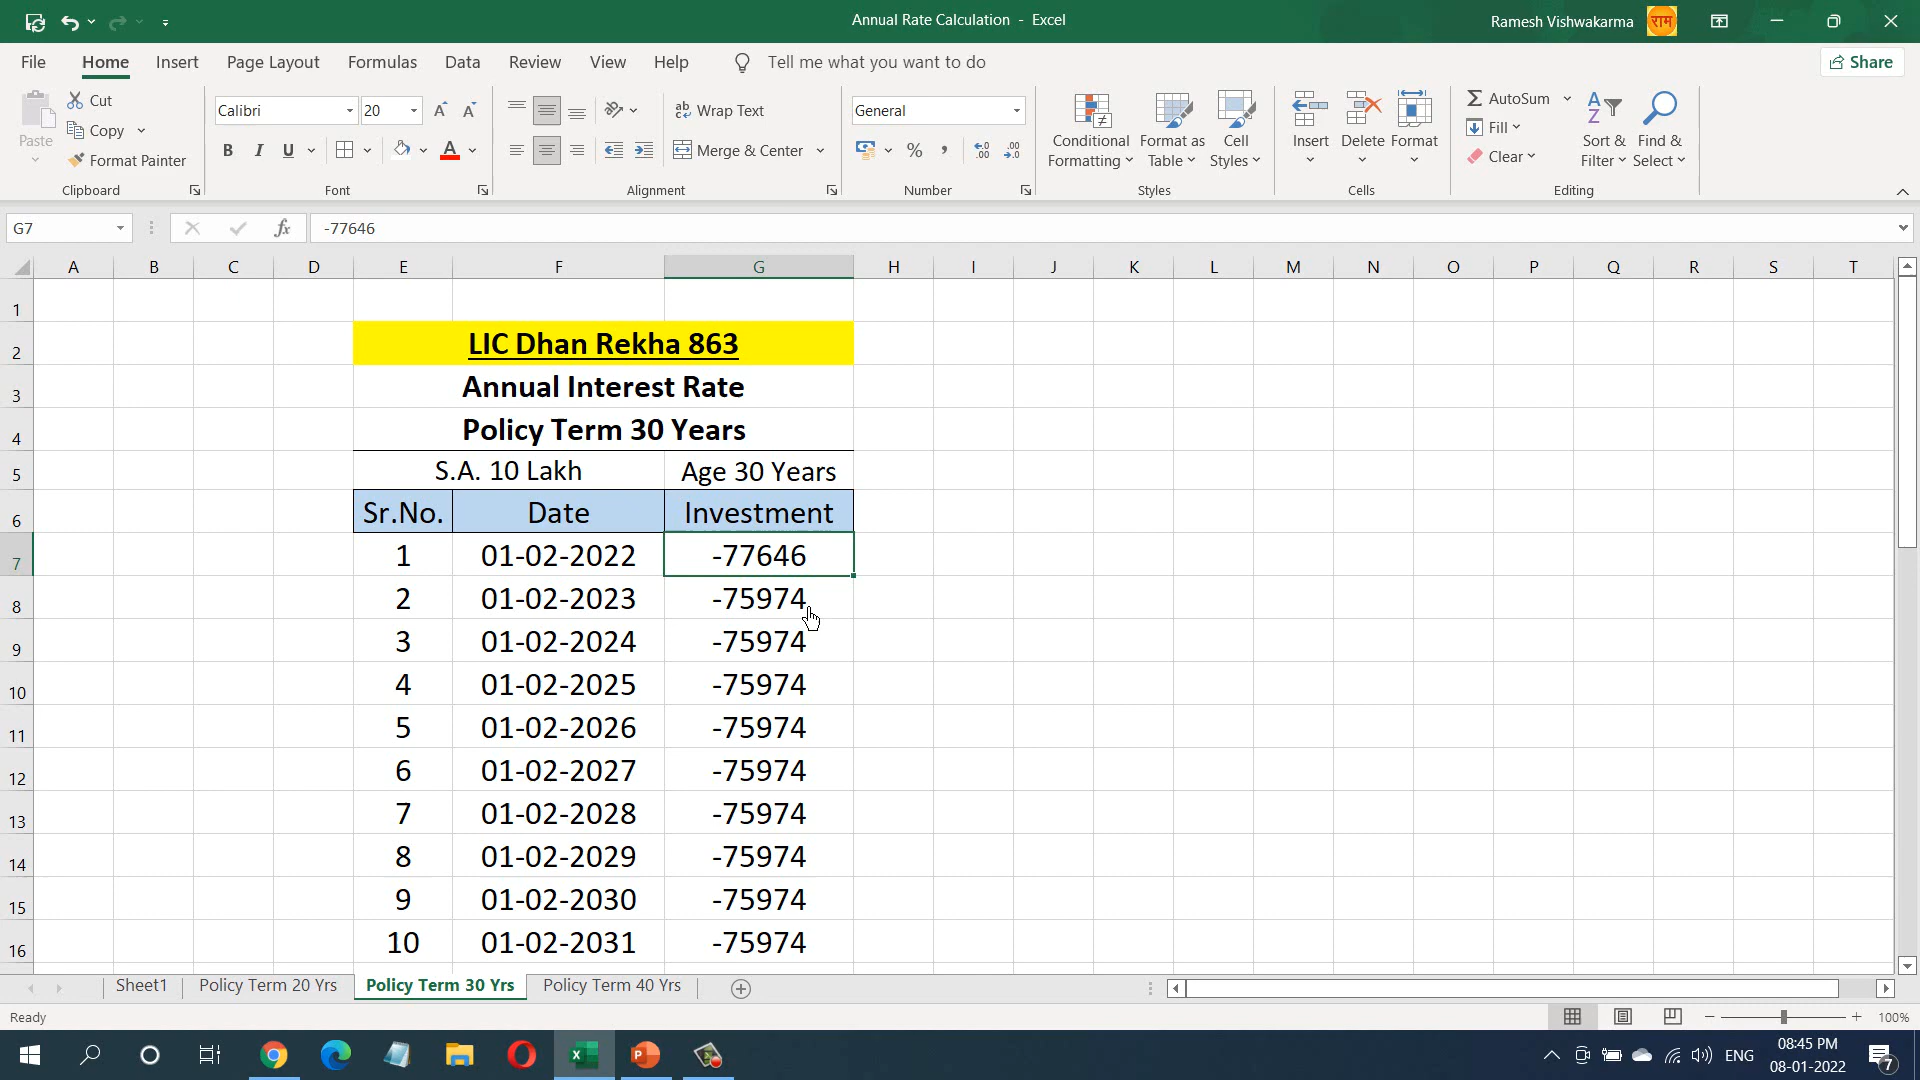 Annual Rate Calculation - Excel
Ramesh Vishwakarma
राम
File Home Insert Page Layout Formulas Data Review View Help Tell me what you want to do Share
Paste
Cut
Copy
Format Painter
Clipboard
Calibri 20
B I U
Font
Wrap Text
Merge & Center
Alignment
General
Number
Conditional Formatting
Format as Table
Cell Styles
Styles
Insert
Delete
Format
Cells
AutoSum
Fill
Clear
Sort & Filter
Find & Select
Editing
G7 fx -77646
A B C D E F G H I J K L M N O P Q R S T
1
2 LIC Dhan Rekha 863
3 Annual Interest Rate
4 Policy Term 30 Years
5 S.A. 10 Lakh Age 30 Years
6 Sr.No. Date Investment
7 1 01-02-2022 -77646
8 2 01-02-2023 -75974
9 3 01-02-2024 -75974
10 4 01-02-2025 -75974
11 5 01-02-2026 -75974
12 6 01-02-2027 -75974
13 7 01-02-2028 -75974
14 8 01-02-2029 -75974
15 9 01-02-2030 -75974
16 10 01-02-2031 -75974
Sheet1 Policy Term 20 Yrs Policy Term 30 Yrs Policy Term 40 Yrs
Ready
100%
ENG
08:45 PM
08-01-2022
7